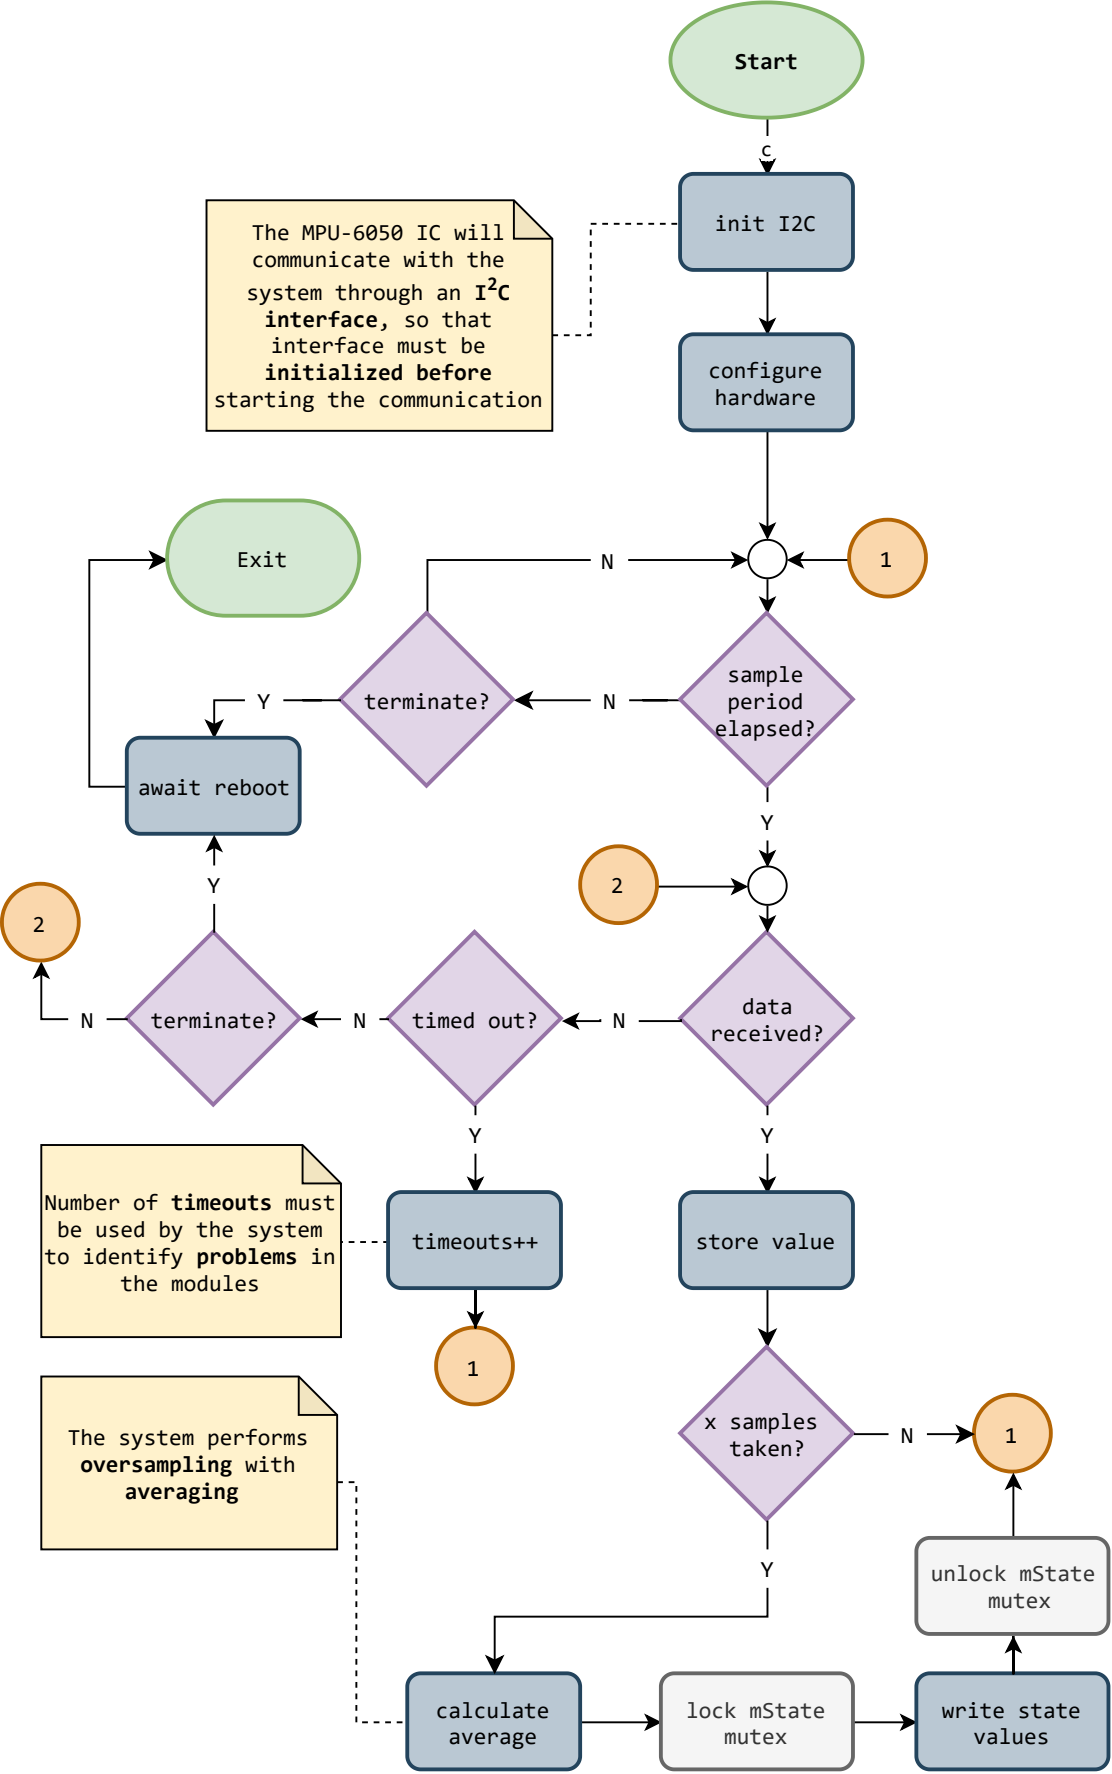 Start
c
init I2C
The MPU-6050 IC will
communicate with the
system through an I²C
interface, so that
interface must be
initialized before
starting the communication
configure
hardware
Exit
N
1
terminate?
sample
period
elapsed?
Y
N
await reboot
Y
2
Y
2
terminate?
timed out?
data
received?
N
N
N
Y
Y
Number of timeouts must
be used by the system
to identify problems in
the modules
timeouts++
store value
1
The system performs
oversampling with
averaging
x samples
taken?
N
1
Y
unlock mState
mutex
calculate
average
lock mState
mutex
write state
values